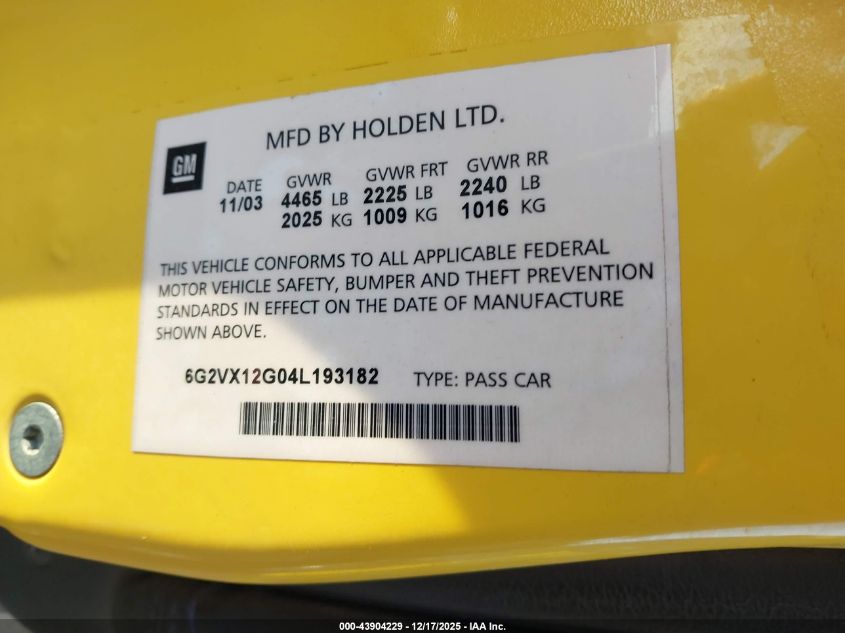 MFD BY HOLDEN LTD.
GM
DATE GVWR GVWR FRT GVWR RR
11/03 4465 LB 2225 LB 2240 LB
2025 KG 1009 KG 1016 KG
THIS VEHICLE CONFORMS TO ALL APPLICABLE FEDERAL
MOTOR VEHICLE SAFETY, BUMPER AND THEFT PREVENTION
STANDARDS IN EFFECT ON THE DATE OF MANUFACTURE
SHOWN ABOVE.
6G2VX12G04L193182 TYPE: PASS CAR
000-43904229 - 12/17/2025 - IAA Inc.